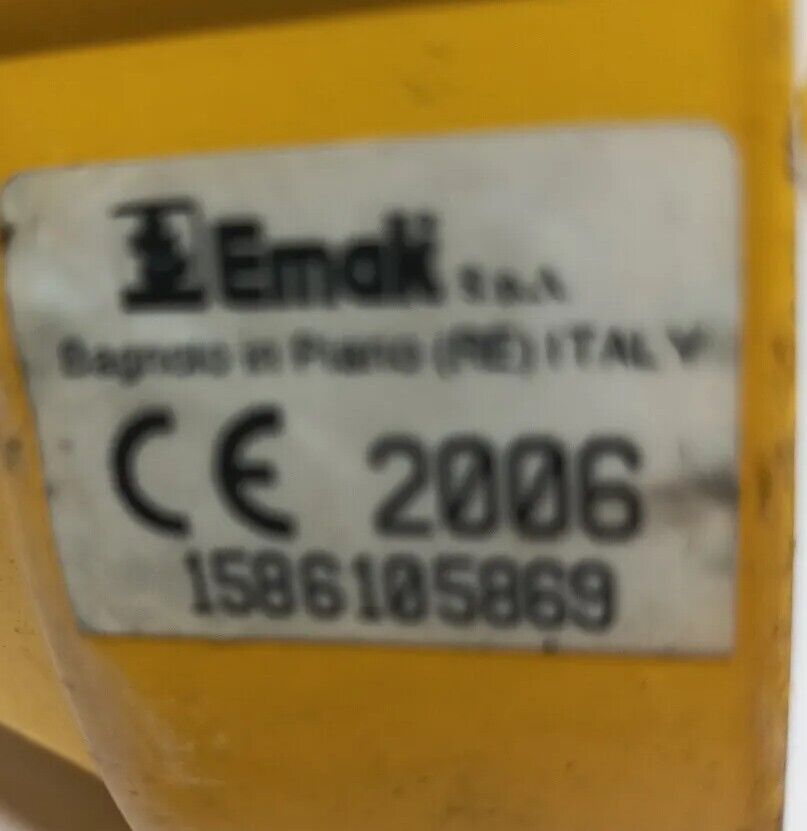 Emak S.p.A.
Bagnolo in Piano (RE) ITALY
CE 2006
1586105869